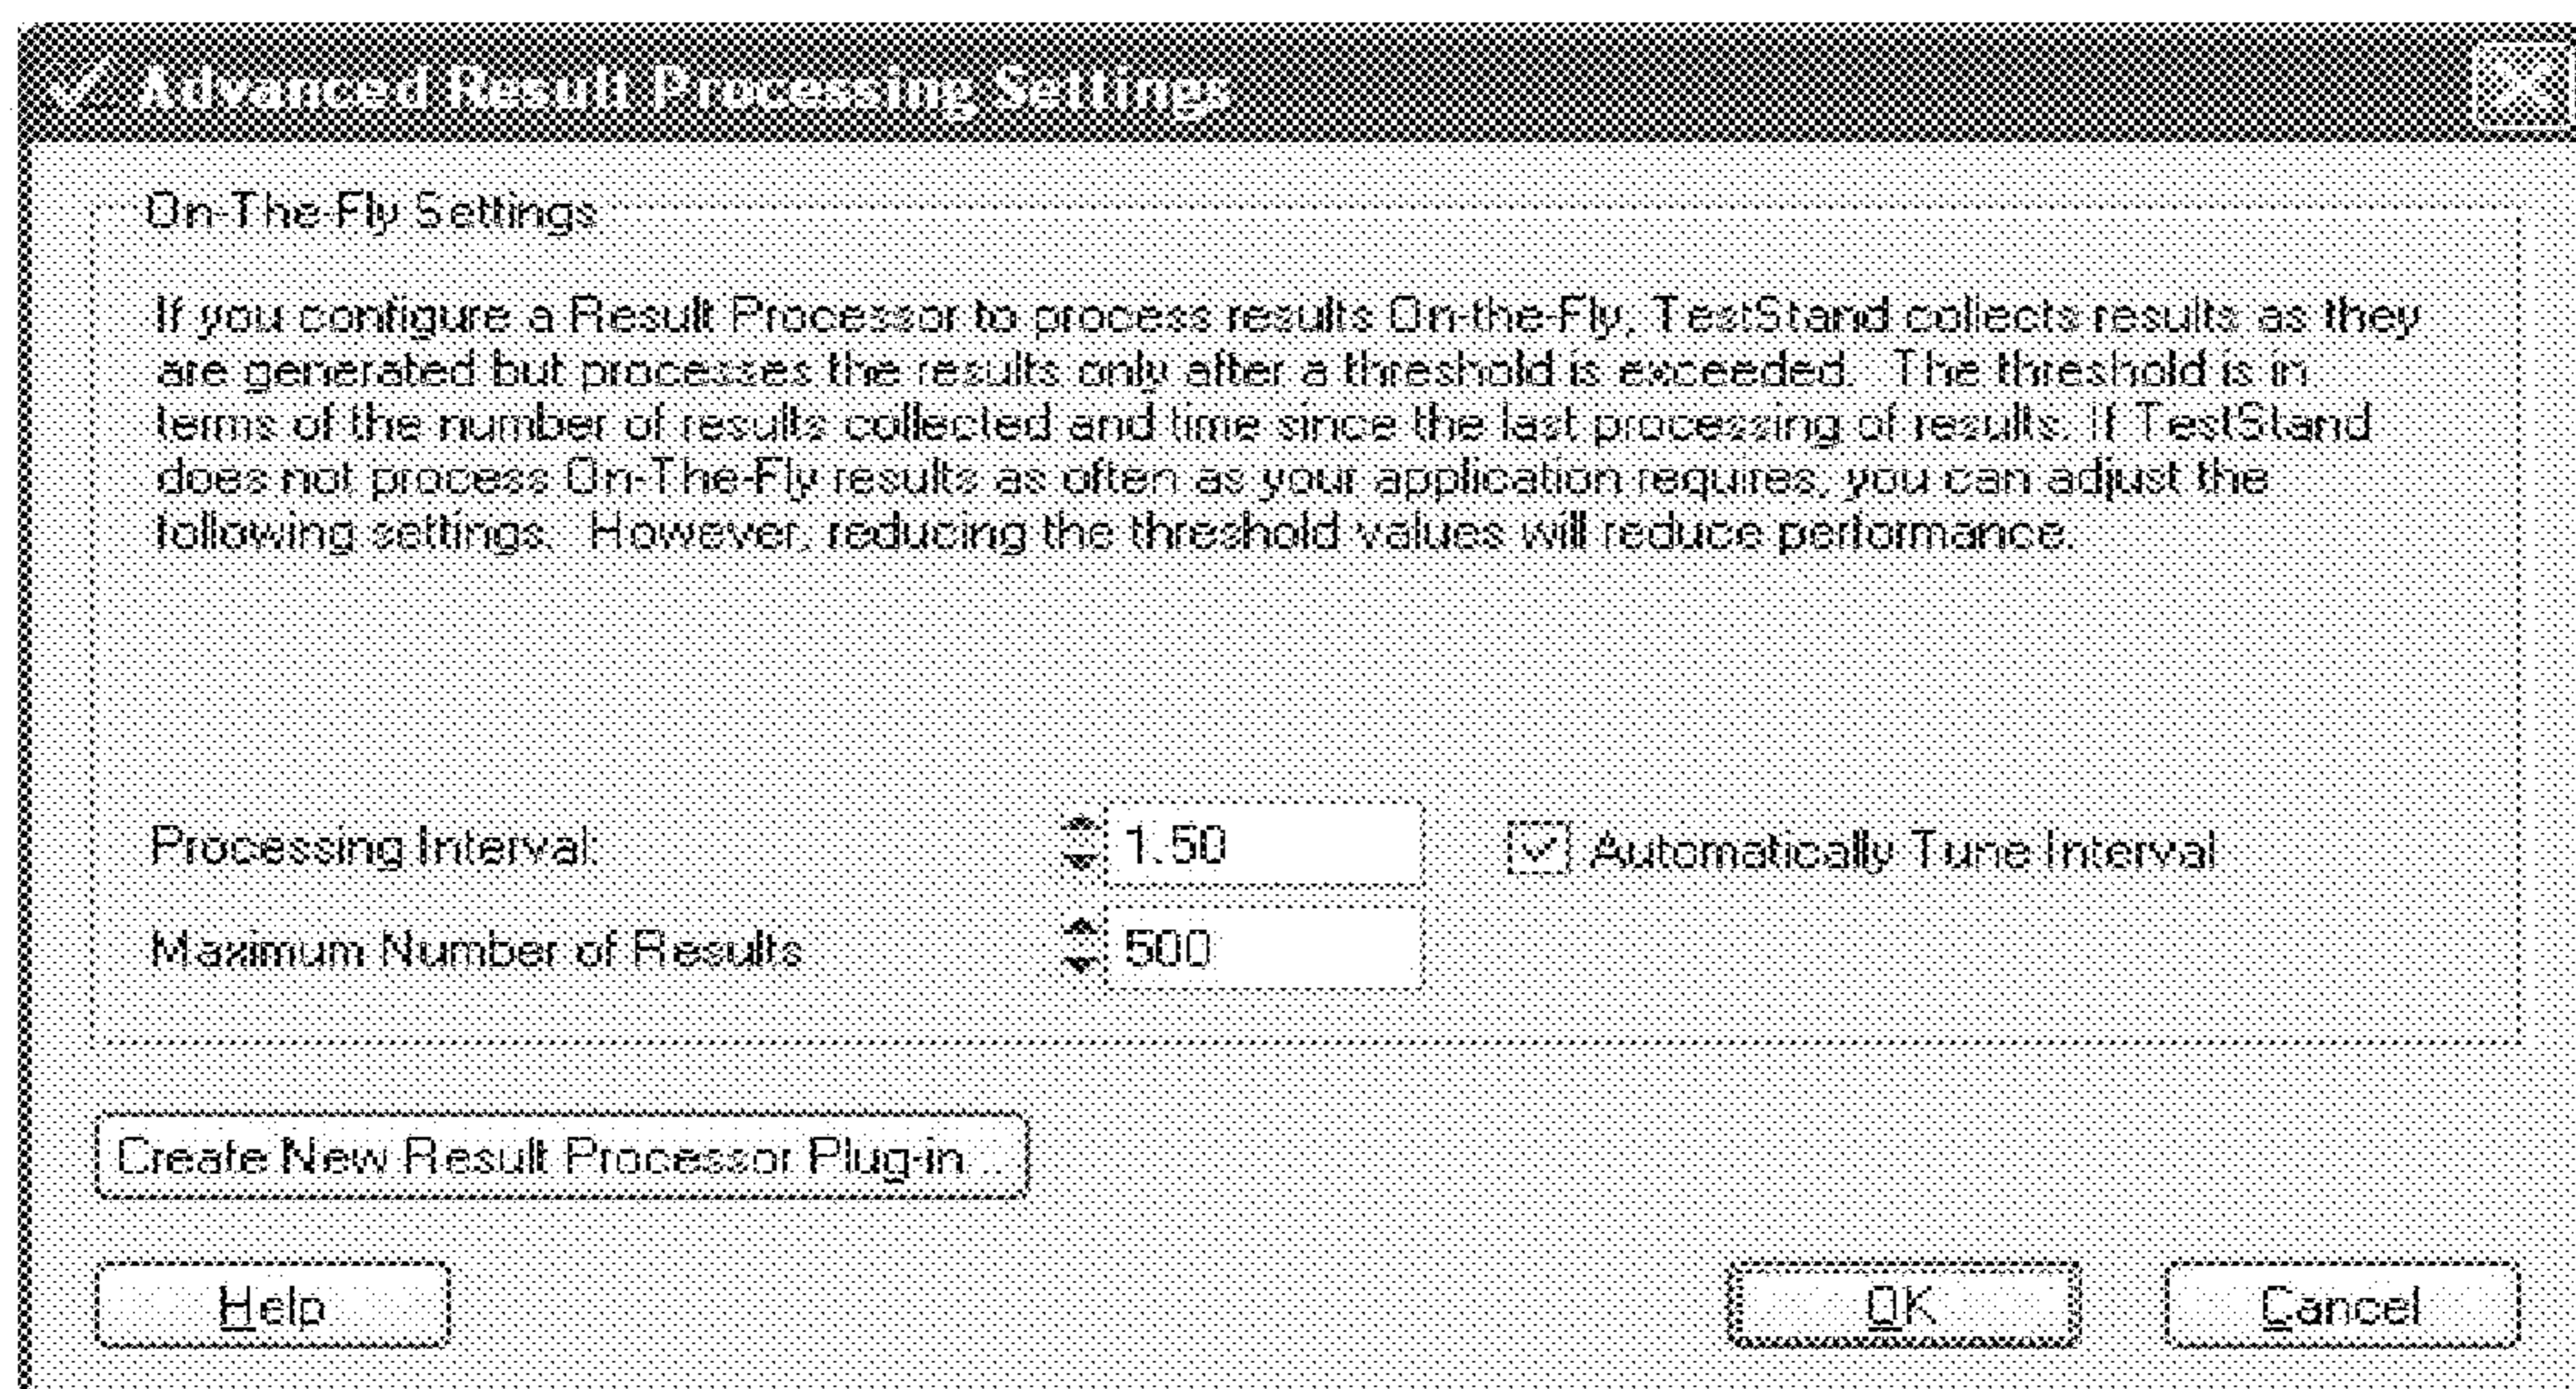 Advanced Result Processing Settings
On-The-Fly Settings
If you configure a Result Processor to process results On-the-Fly, TestStand collects results as they
are generated but processes the results only after a threshold is exceeded. The threshold is in
terms of the number of results collected and time since the last processing of results. If TestStand
does not process On-The-Fly results as often as your application requires, you can adjust the
following settings. However, reducing the threshold values will reduce performance.
Processing Interval: 1.50 Automatically Tune Interval
Maximum Number of Results 500
Create New Result Processor Plug-in...
Help OK Cancel